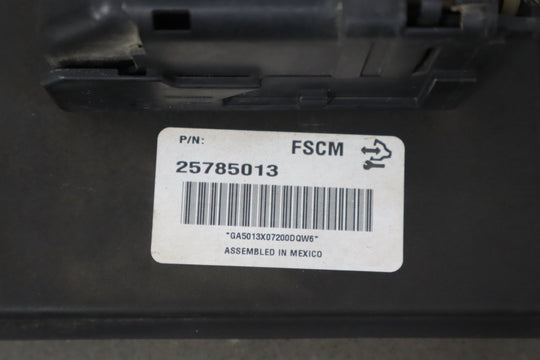 P/N: FSCM
25785013
"GA5013X07200DQW6"
ASSEMBLED IN MEXICO